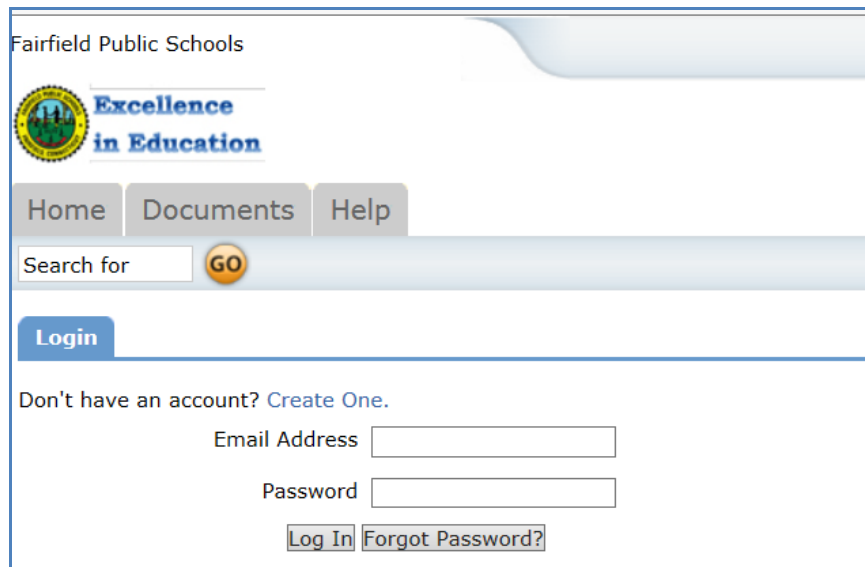 Fairfield Public Schools
Excellence
in Education
Home Documents Help
Search for GO
Login
Don't have an account? Create One.
Email Address
Password
Log In Forgot Password?